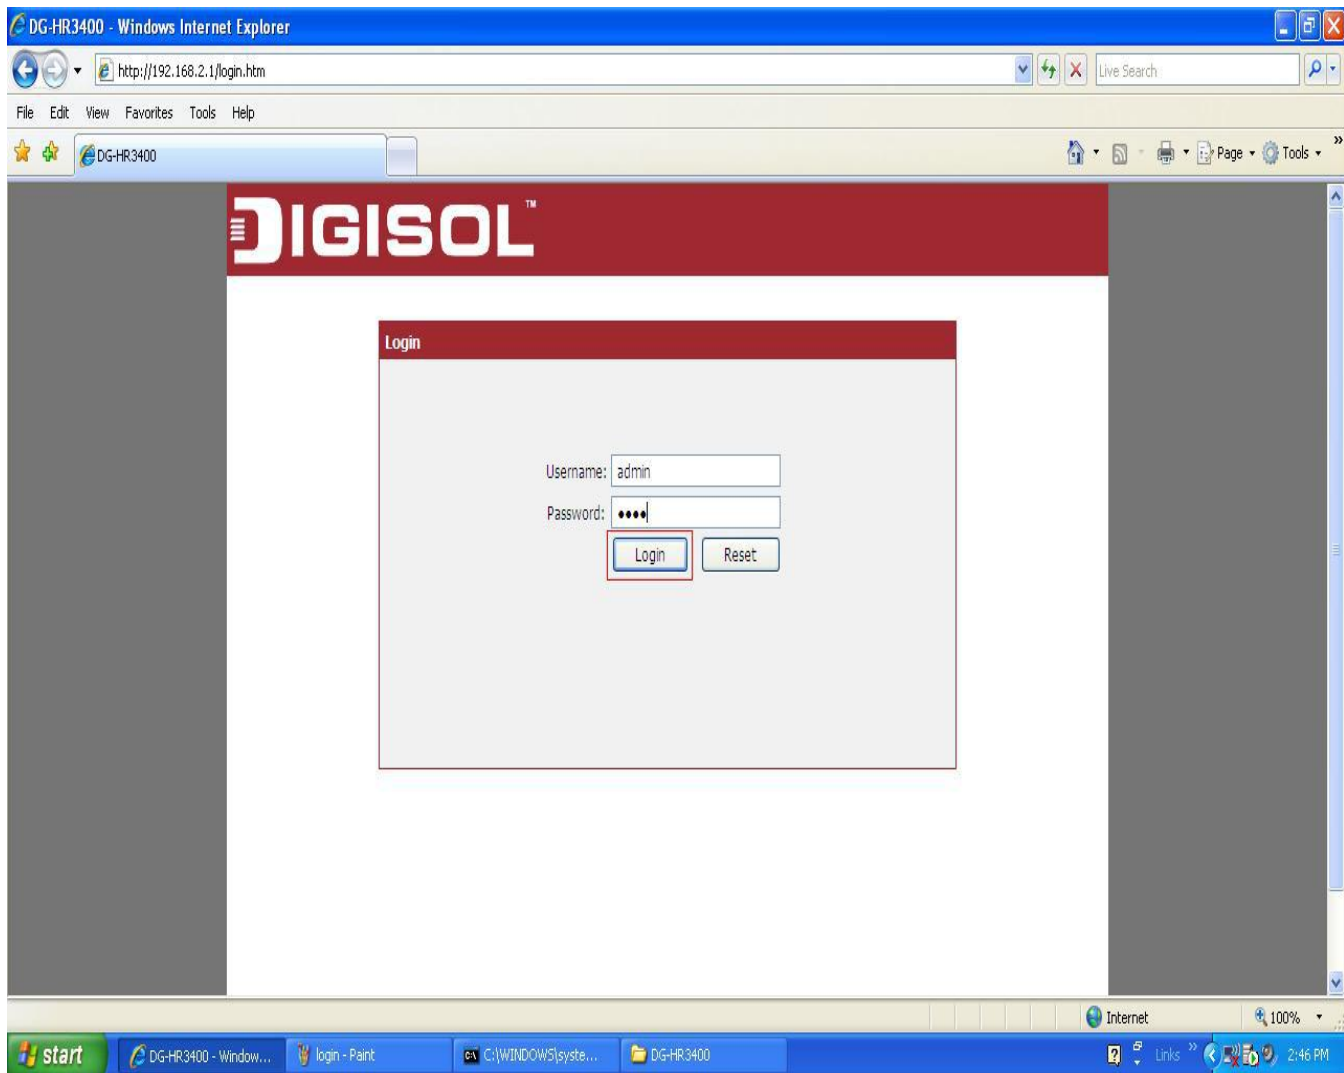 DG-HR3400 - Windows Internet Explorer
http://192.168.2.1/login.htm
Live Search
File Edit View Favorites Tools Help
DG-HR3400
Page Tools
DIGISOL™
Login
Username: admin
Password: ••••
Login Reset
Internet 100%
start DG-HR3400 - Window... login - Paint C:\WINDOWS\syste... DG-HR3400 Links 2:46 PM